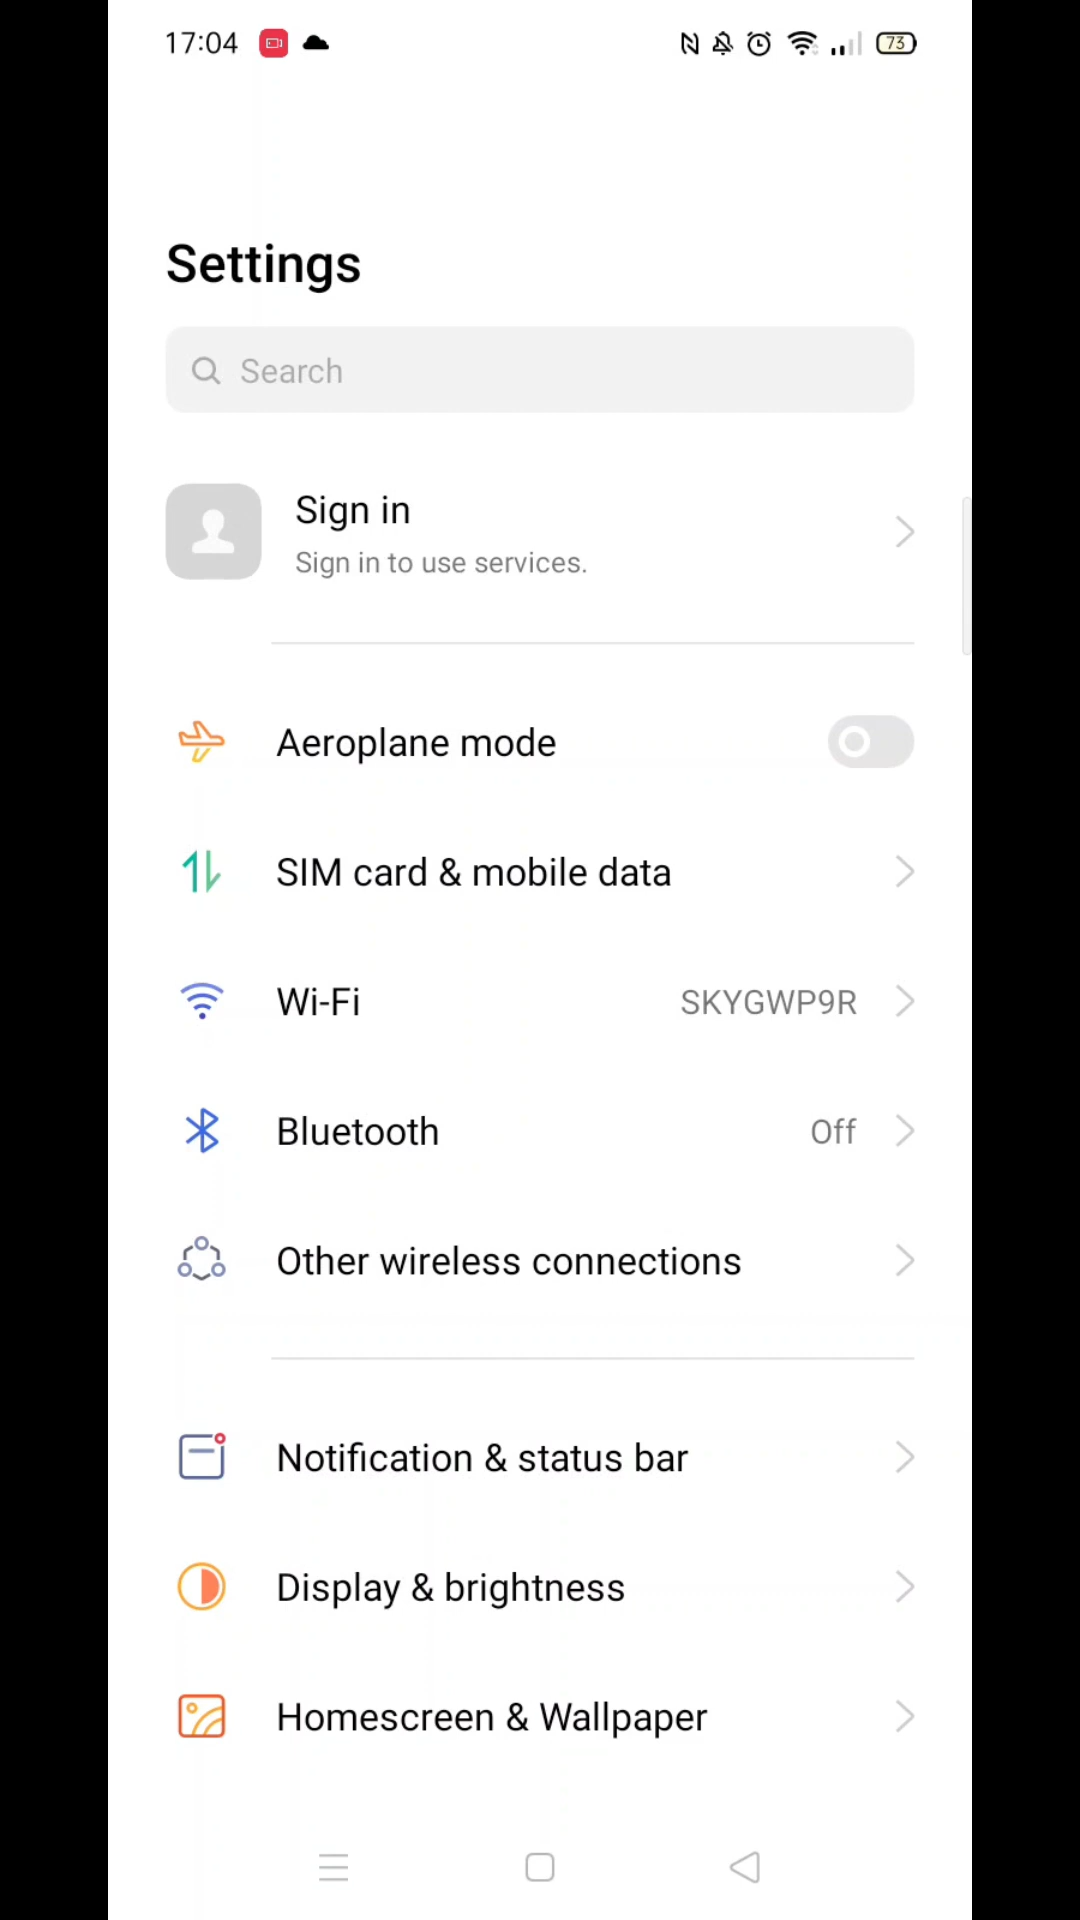 17:04 73
Settings
Search
Sign in
Sign in to use services.
Aeroplane mode
SIM card & mobile data
Wi-Fi SKYGWP9R
Bluetooth Off
Other wireless connections
Notification & status bar
Display & brightness
Homescreen & Wallpaper